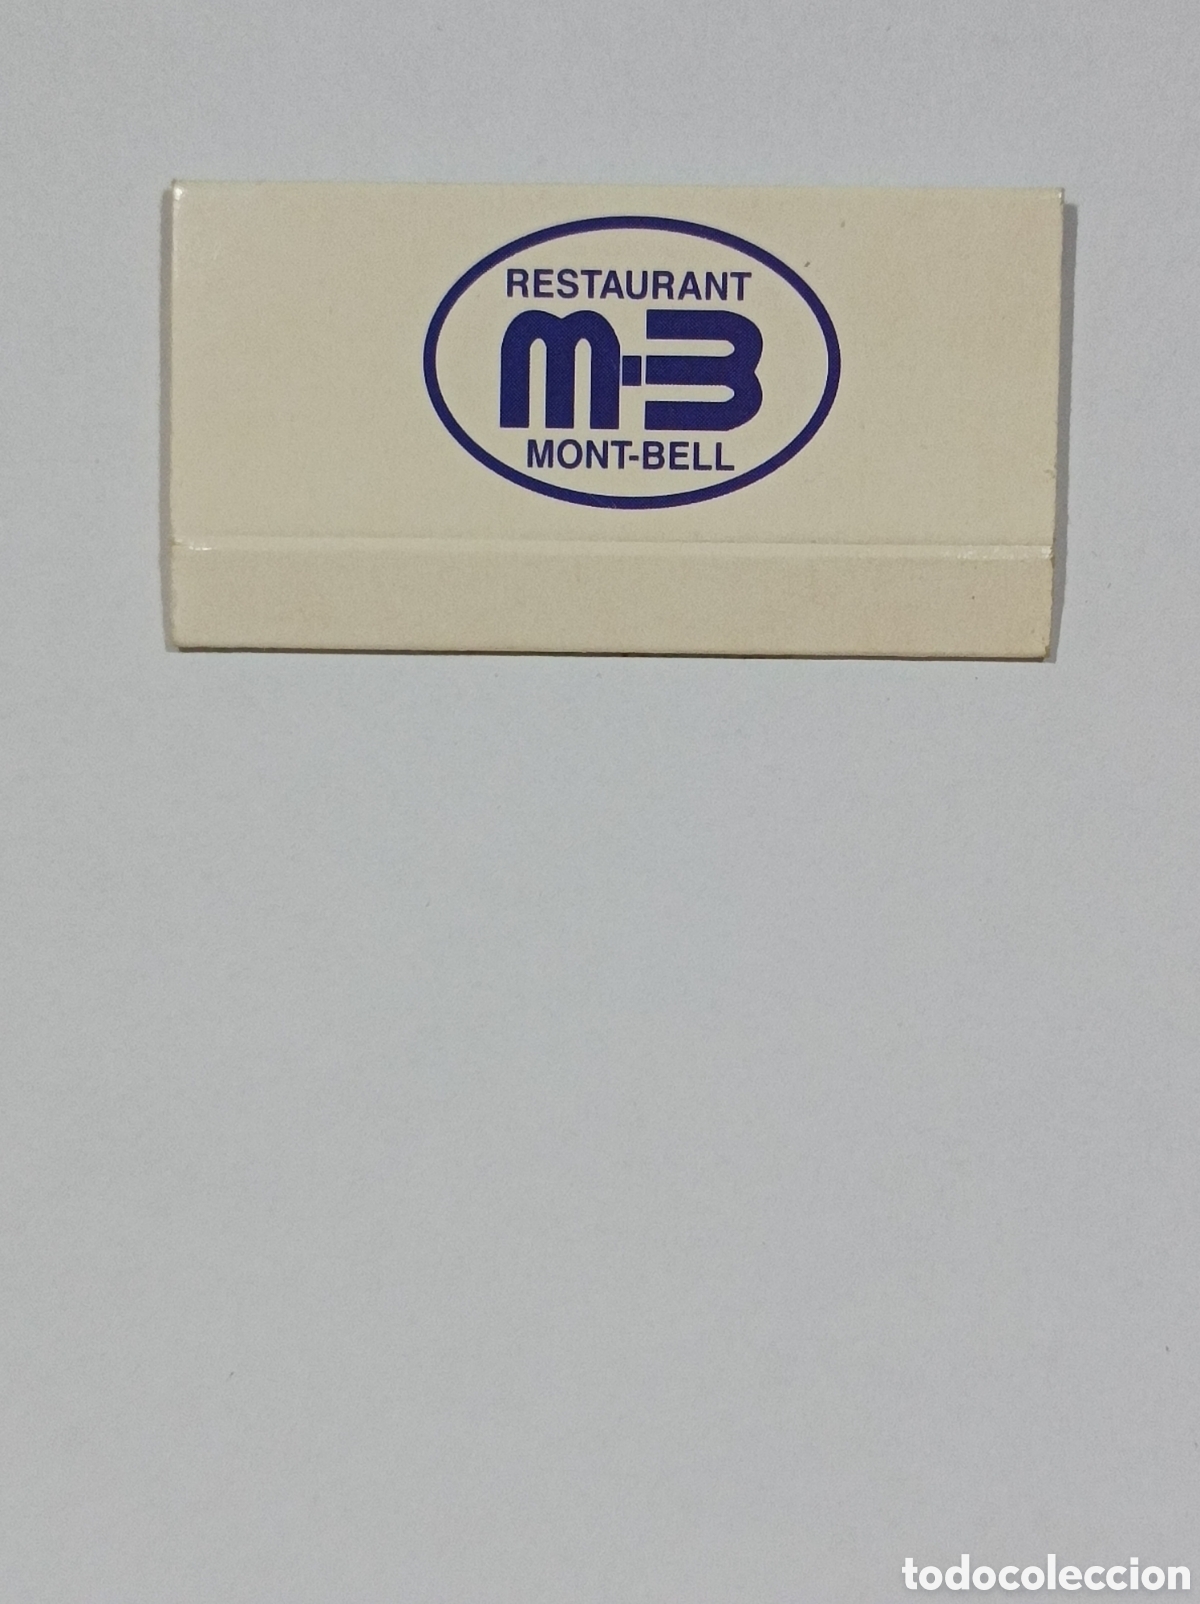 RESTAURANT
m-B
MONT-BELL
todocoleccion